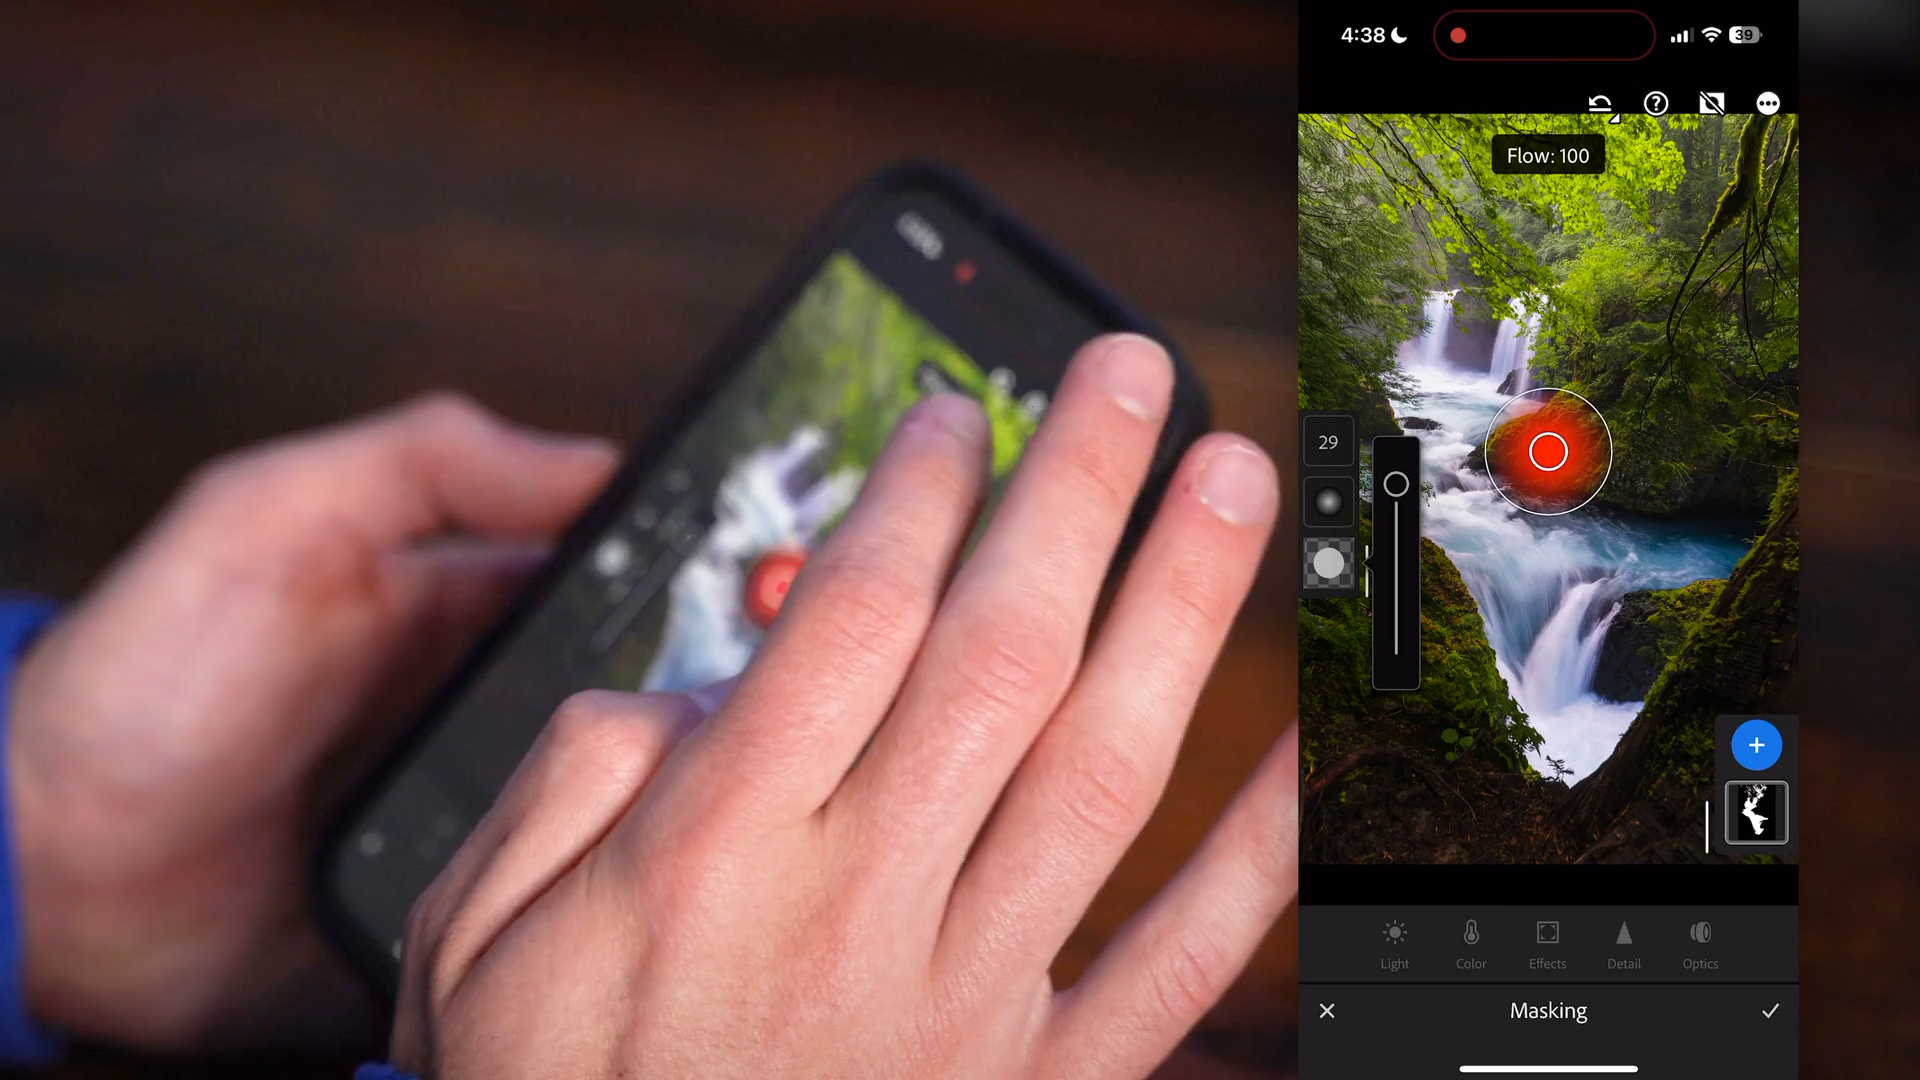 4:38
39
Flow: 100
29
Light Color Effects Detail Optics
Masking